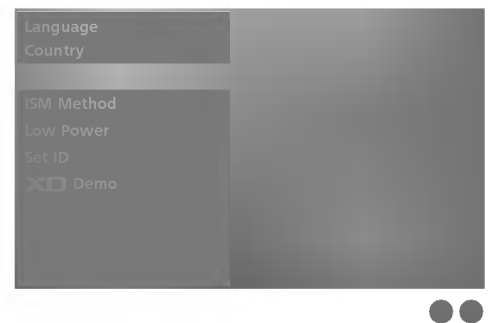 Language
Country
ISM Method
Low Power
Set ID
XD Demo